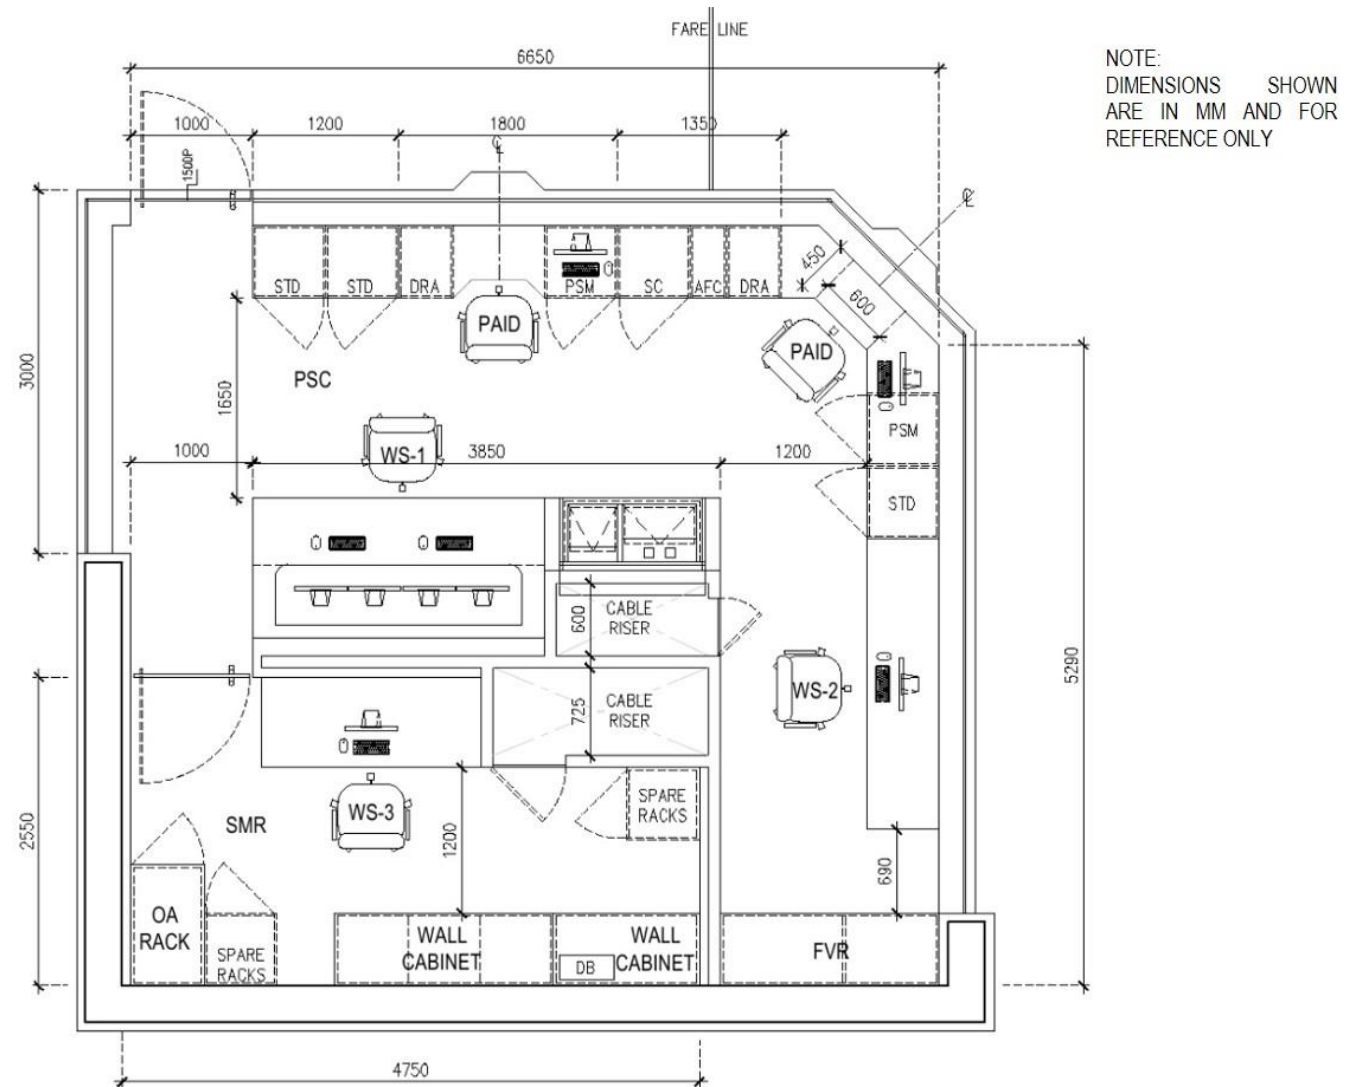 FARE LINE
6650
NOTE:
DIMENSIONS SHOWN
ARE IN MM AND FOR
REFERENCE ONLY
1000
1200
1800
1350
℄
1500P
℄
450
600
STD
STD
DRA
PSM
SC
AFC
DRA
PAID
PAID
3000
1650
PSC
PSM
1000
WS-1
3850
1200
STD
600
CABLE
RISER
5290
725
CABLE
RISER
WS-2
2550
SMR
WS-3
1200
SPARE
RACKS
690
OA
RACK
SPARE
RACKS
WALL
CABINET
WALL
CABINET
DB
FVR
4750